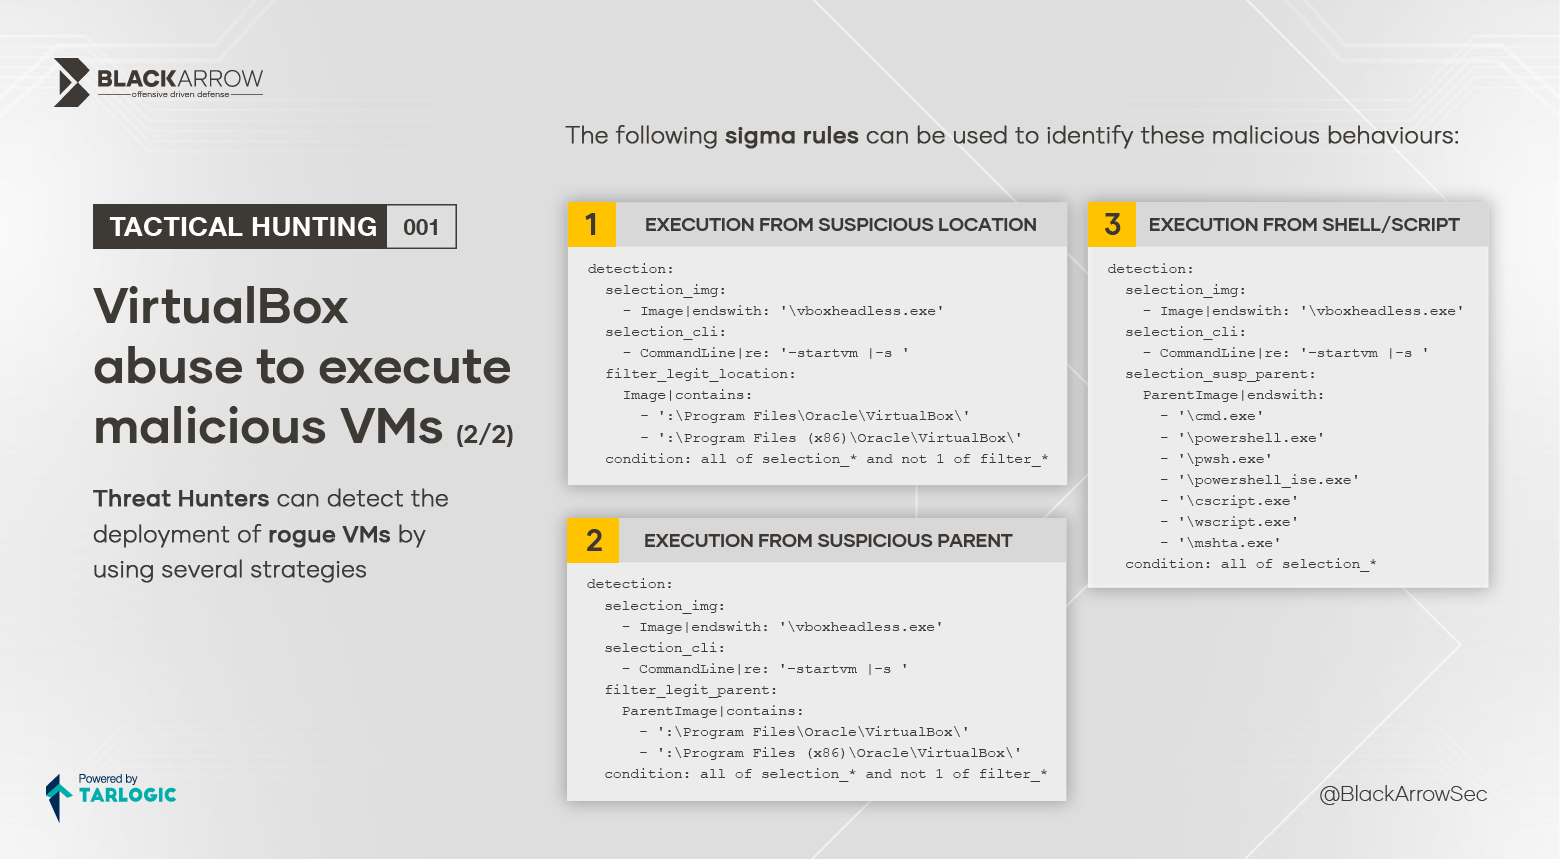 BLACKARROW
offensive driven defense
TACTICAL HUNTING 001
VirtualBox
abuse to execute
malicious VMs (2/2)
Threat Hunters can detect the
deployment of rogue VMs by
using several strategies
Powered by
TARLOGIC
The following sigma rules can be used to identify these malicious behaviours:
1 EXECUTION FROM SUSPICIOUS LOCATION
detection:
  selection_img:
    - Image|endswith: '\vboxheadless.exe'
  selection_cli:
    - CommandLine|re: '-startvm |-s '
  filter_legit_location:
    Image|contains:
      - ':\Program Files\Oracle\VirtualBox\'
      - ':\Program Files (x86)\Oracle\VirtualBox\'
  condition: all of selection_* and not 1 of filter_*
2 EXECUTION FROM SUSPICIOUS PARENT
detection:
  selection_img:
    - Image|endswith: '\vboxheadless.exe'
  selection_cli:
    - CommandLine|re: '-startvm |-s '
  filter_legit_parent:
    ParentImage|contains:
      - ':\Program Files\Oracle\VirtualBox\'
      - ':\Program Files (x86)\Oracle\VirtualBox\'
  condition: all of selection_* and not 1 of filter_*
3 EXECUTION FROM SHELL/SCRIPT
detection:
  selection_img:
    - Image|endswith: '\vboxheadless.exe'
  selection_cli:
    - CommandLine|re: '-startvm |-s '
  selection_susp_parent:
    ParentImage|endswith:
      - '\cmd.exe'
      - '\powershell.exe'
      - '\pwsh.exe'
      - '\powershell_ise.exe'
      - '\cscript.exe'
      - '\wscript.exe'
      - '\mshta.exe'
  condition: all of selection_*
@BlackArrowSec